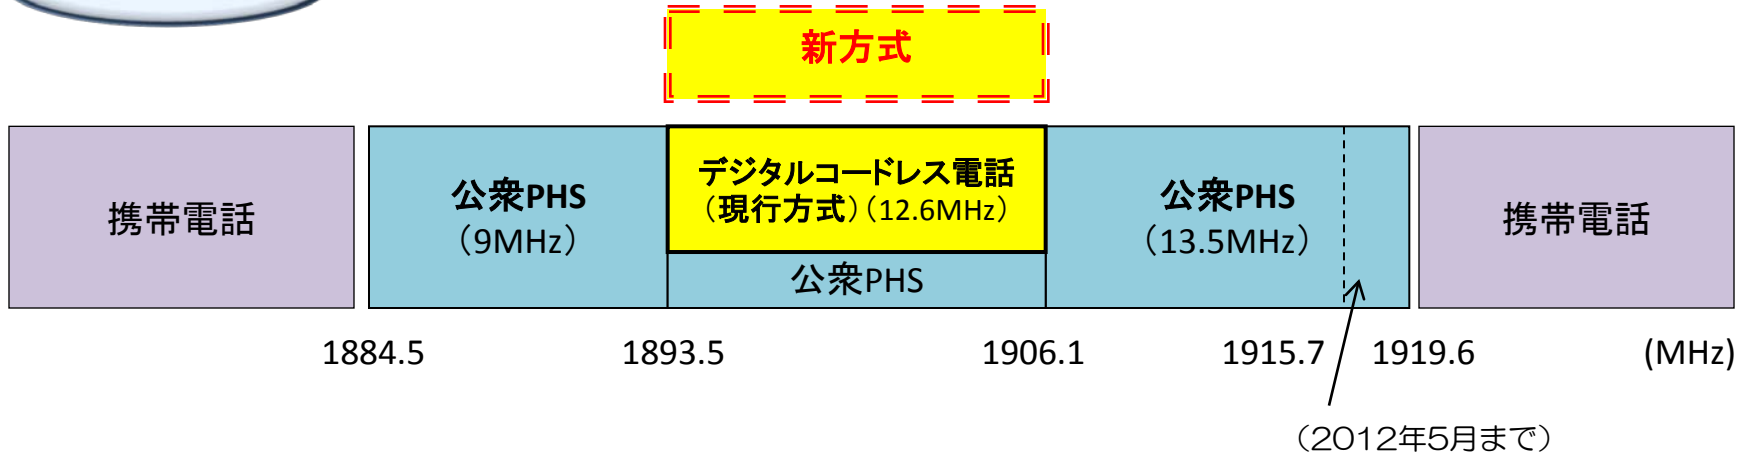 新方式
携帯電話
公衆PHS
（9MHz）
デジタルコードレス電話
（現行方式）（12.6MHz）
公衆PHS
公衆PHS
（13.5MHz）
携帯電話
1884.5 1893.5 1906.1 1915.7 1919.6 (MHz)
（2012年5月まで）